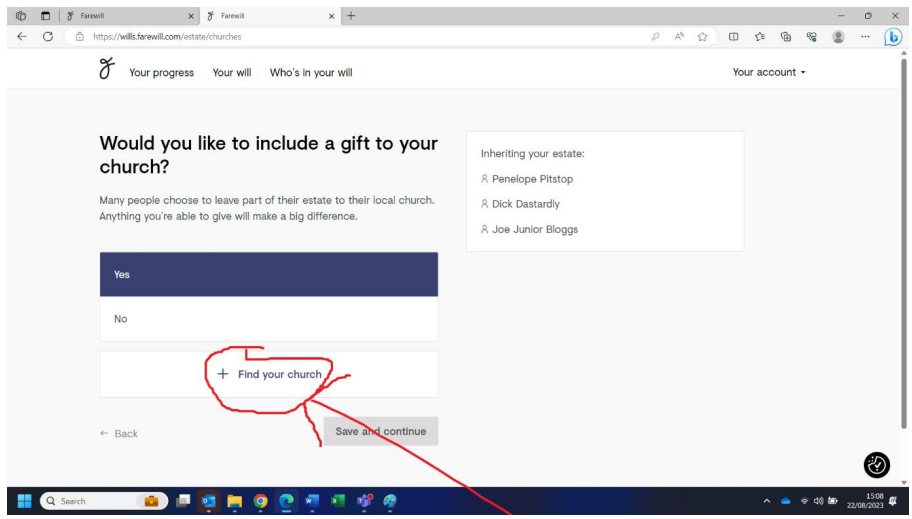 Farewill
Farewill
https://wills.farewill.com/estate/churches
Your progress Your will Who's in your will
Your account
Would you like to include a gift to your
church?
Many people choose to leave part of their estate to their local church.
Anything you're able to give will make a big difference.
Yes
No
+ Find your church
← Back
Save and continue
Inheriting your estate:
Penelope Pitstop
Dick Dastardly
Joe Junior Bloggs
Search
15:08
22/08/2023